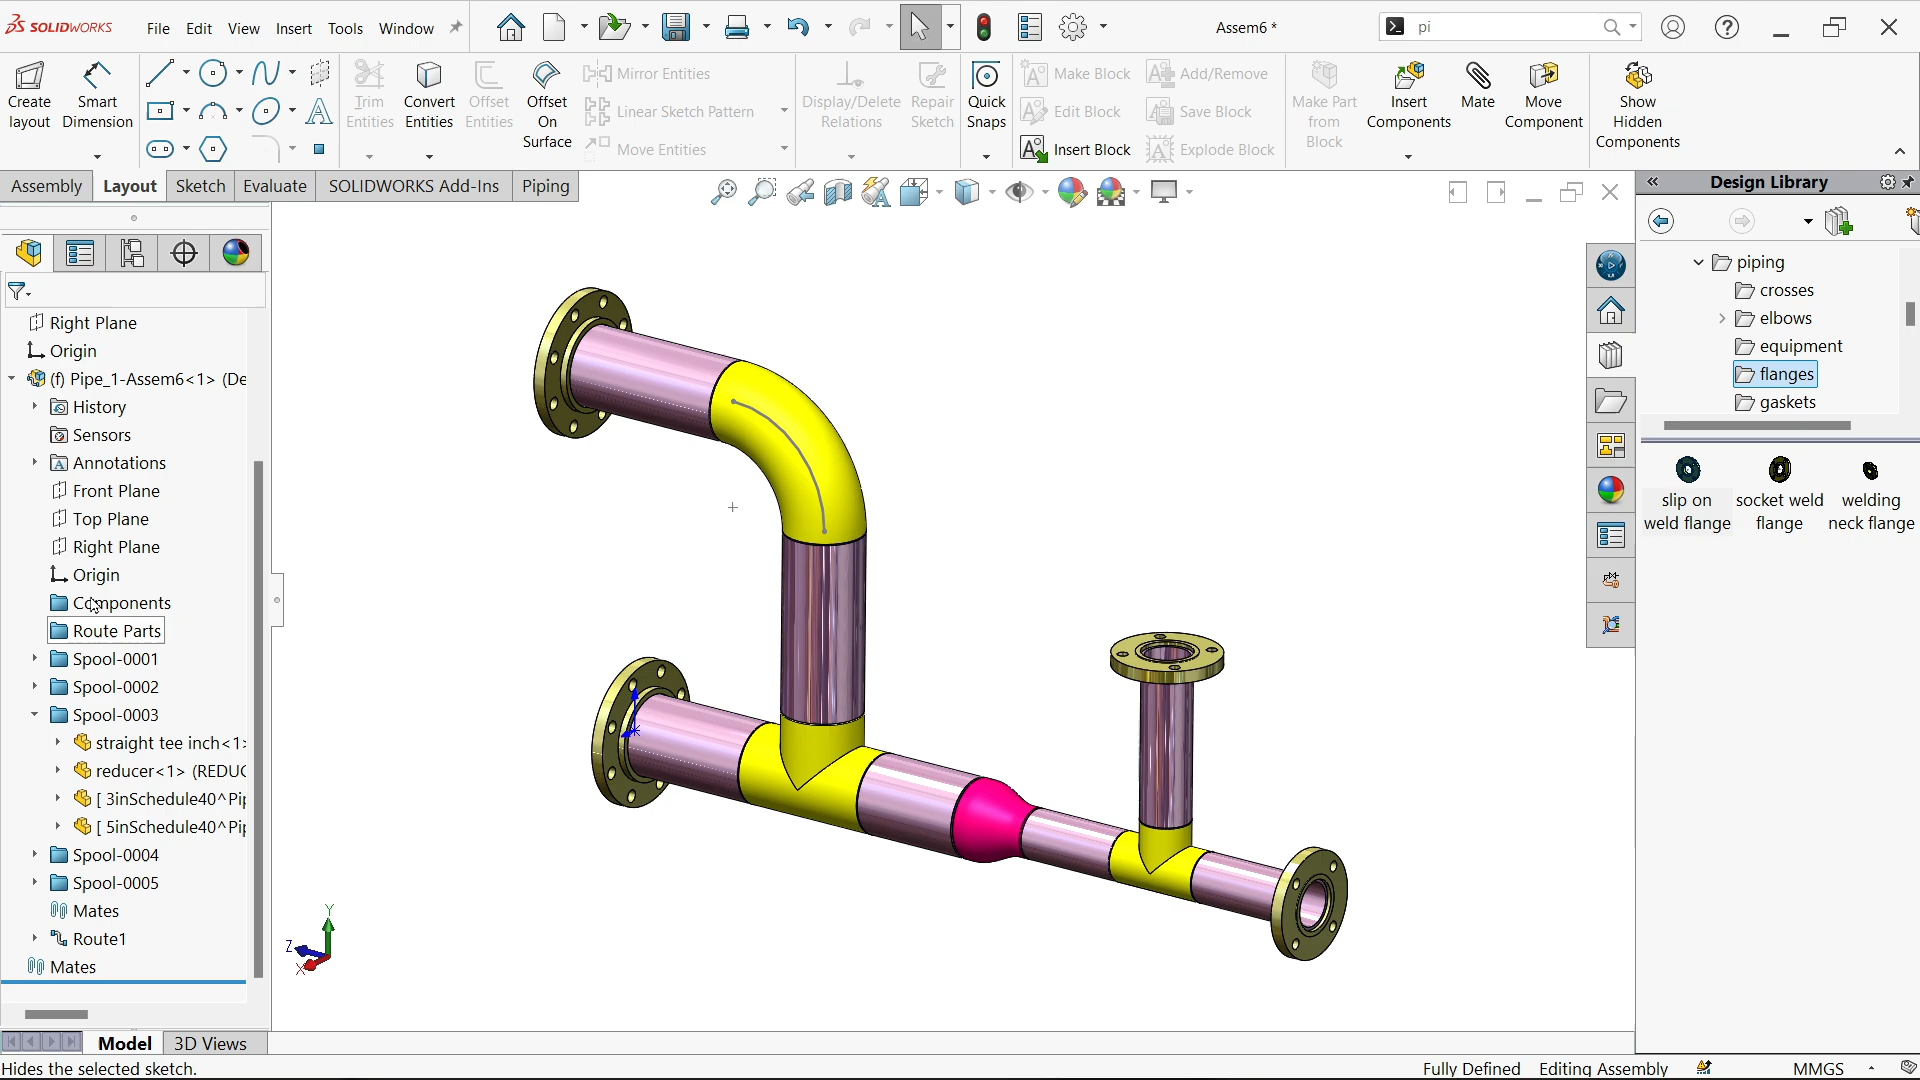 SOLIDWORKS
File Edit View Insert Tools Window
Assem6 *
pi
Create layout
Smart Dimension
Trim Entities
Convert Entities
Offset Entities
Offset On Surface
Mirror Entities
Linear Sketch Pattern
Move Entities
Display/Delete Relations
Repair Sketch
Quick Snaps
Make Block
Edit Block
Insert Block
Add/Remove
Save Block
Explode Block
Make Part from Block
Insert Components
Mate
Move Component
Show Hidden Components
Assembly Layout Sketch Evaluate SOLIDWORKS Add-Ins Piping
Right Plane
Origin
(f) Pipe_1-Assem6<1> (De
History
Sensors
Annotations
Front Plane
Top Plane
Right Plane
Origin
Components
Route Parts
Spool-0001
Spool-0002
Spool-0003
straight tee inch<1>
reducer<1> (REDUC
[ 3inSchedule40^Pip
[ 5inSchedule40^Pip
Spool-0004
Spool-0005
Mates
Route1
Mates
Y
Z
X
Design Library
piping
crosses
elbows
equipment
flanges
gaskets
slip on weld flange
socket weld flange
welding neck flange
Model 3D Views
Hides the selected sketch.
Fully Defined Editing Assembly MMGS